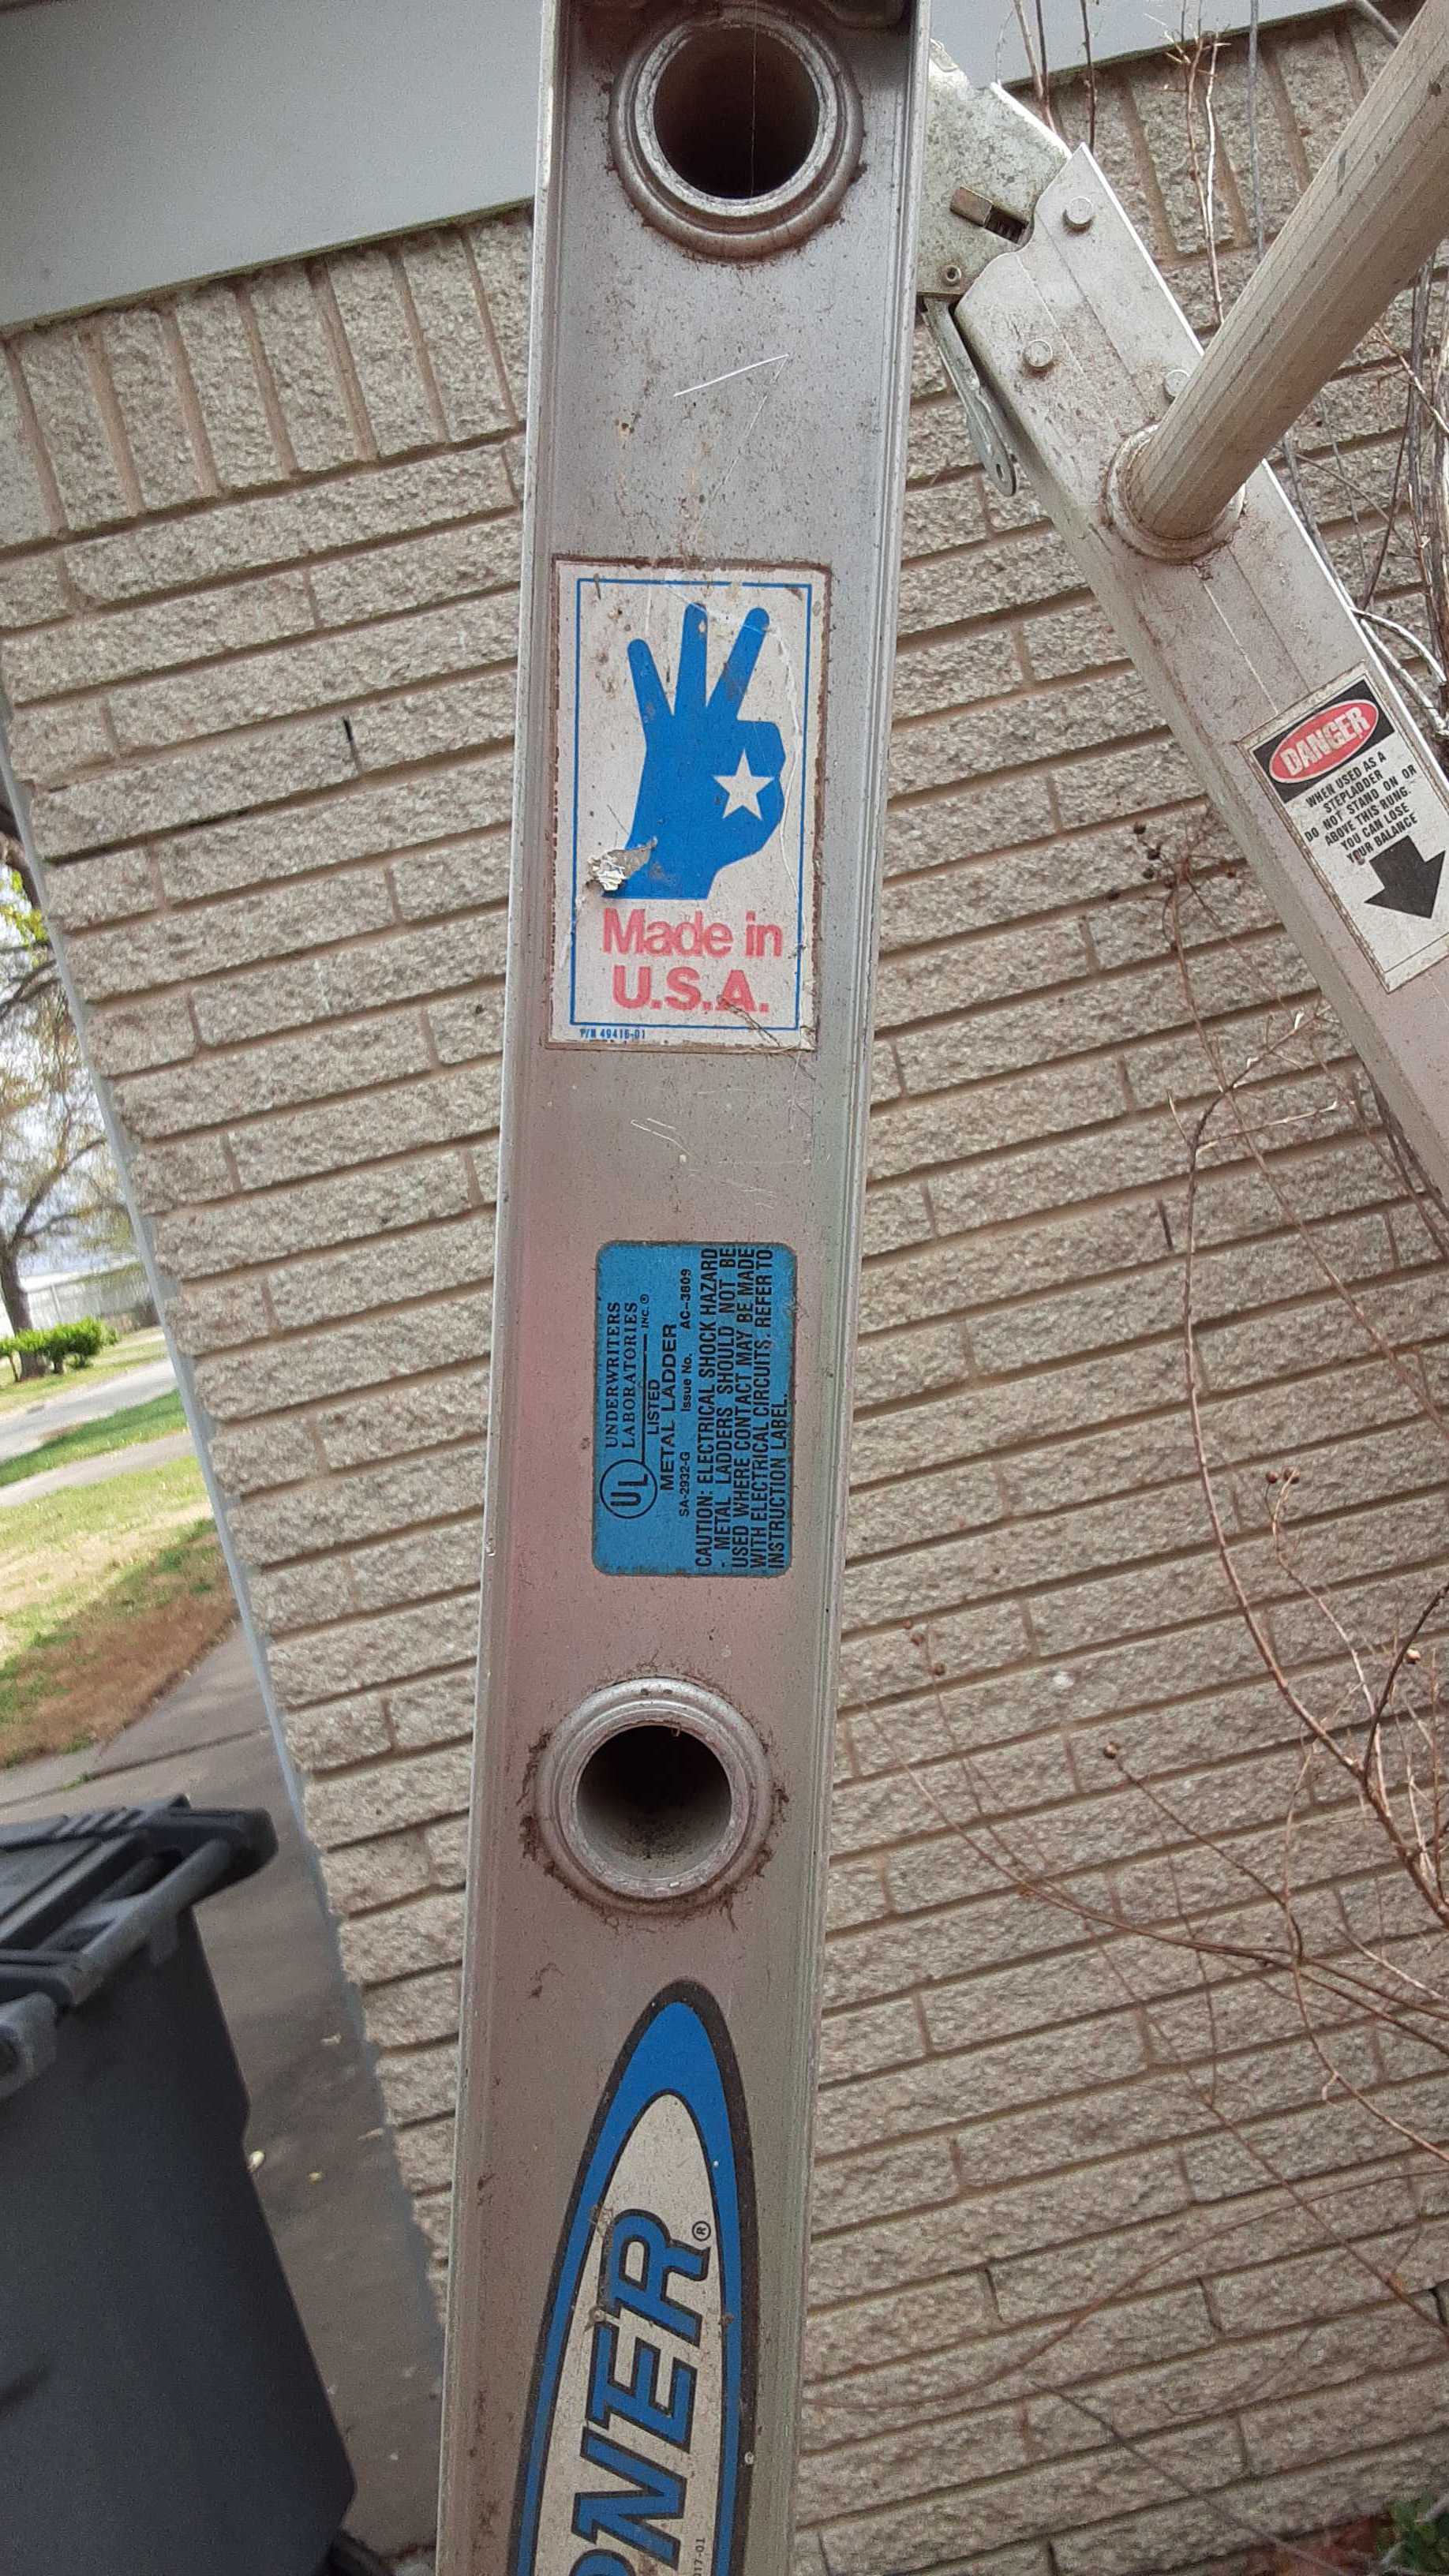 Made in
U.S.A.
P/N 49416-01
DANGER
WHEN USED AS A
STEPLADDER
DO NOT STAND ON OR
ABOVE THIS RUNG.
YOU CAN LOSE
YOUR BALANCE
UL
UNDERWRITERS
LABORATORIES INC.®
LISTED
METAL LADDER
SA-2932-G Issue No. AC-3809
CAUTION: ELECTRICAL SHOCK HAZARD
- METAL LADDERS SHOULD NOT BE
USED WHERE CONTACT MAY BE MADE
WITH ELECTRICAL CIRCUITS. REFER TO
INSTRUCTION LABEL.
RNER®
17-01